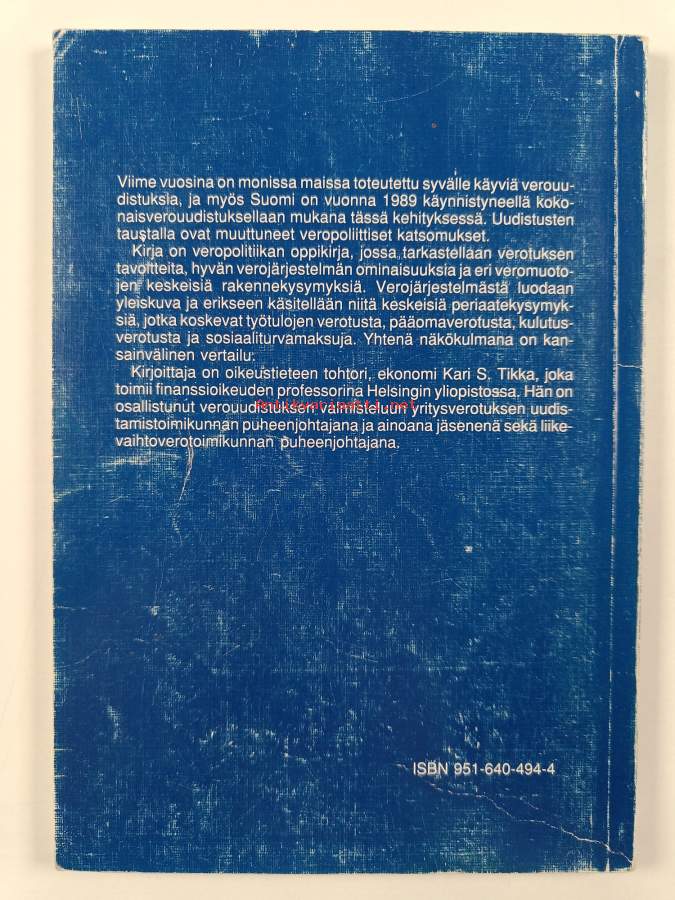 Viime vuosina on monissa maissa toteutettu syvälle käyviä verouu-
distuksia, ja myös Suomi on vuonna 1989 käynnistyneellä koko-
naisverouudistuksellaan mukana tässä kehityksessä. Uudistusten
taustalla ovat muuttuneet veropoliittiset katsomukset.
Kirja on veropolitiikan oppikirja, jossa tarkastellaan verotuksen
tavoitteita, hyvän verojärjestelmän ominaisuuksia ja eri veromuoto-
jen keskeisiä rakennekysymyksiä. Verojärjestelmästä luodaan
yleiskuva ja erikseen käsitellään niitä keskeisiä periaatekysymyk-
siä, jotka koskevat työtulojen verotusta, pääomaverotusta, kulutus-
verotusta ja sosiaaliturvamaksuja. Yhtenä näkökulmana on kan-
sainvälinen vertailu.
Kirjoittaja on oikeustieteen tohtori, ekonomi Kari S. Tikka, joka
toimii finanssioikeuden professorina Helsingin yliopistossa. Hän on
osallistunut verouudistuksen valmisteluun yritysverotuksen uudis-
tamistoimikunnan puheenjohtajana ja ainoana jäsenenä sekä liike-
vaihtoverotoimikunnan puheenjohtajana.
antikvariaatti.net
ISBN 951-640-494-4